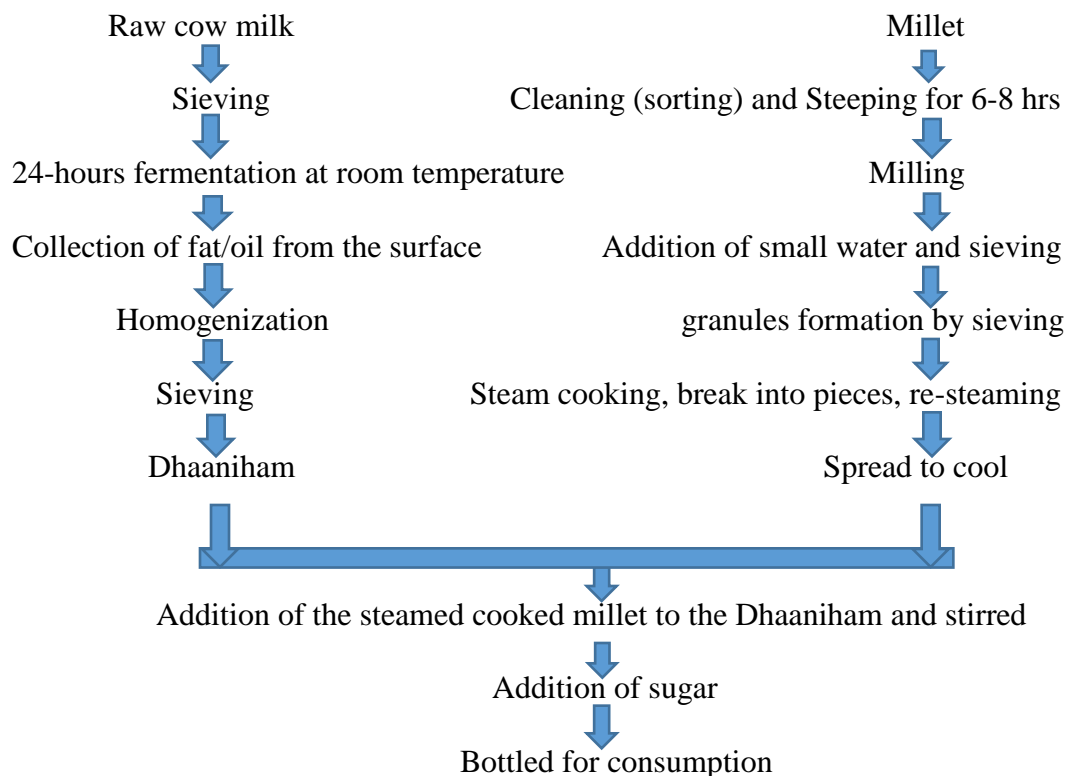 Raw cow milk
Sieving
24-hours fermentation at room temperature
Collection of fat/oil from the surface
Homogenization
Sieving
Dhaaniham
Millet
Cleaning (sorting) and Steeping for 6-8 hrs
Milling
Addition of small water and sieving
granules formation by sieving
Steam cooking, break into pieces, re-steaming
Spread to cool
Addition of the steamed cooked millet to the Dhaaniham and stirred
Addition of sugar
Bottled for consumption